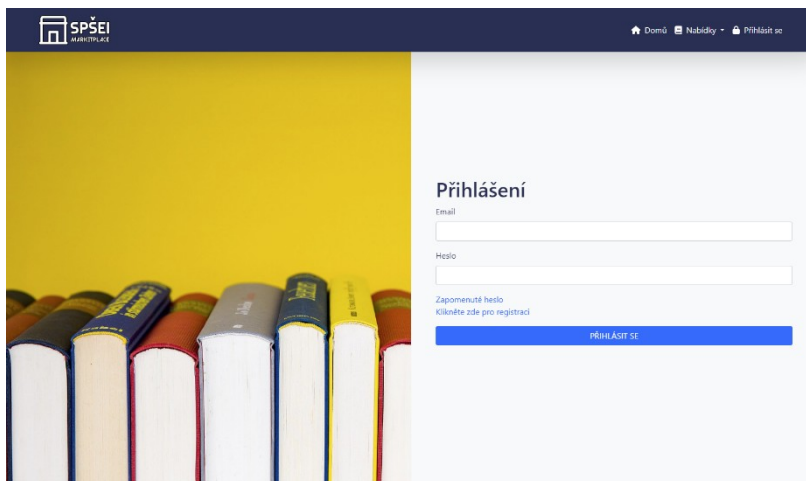 SPŠEI
MARKETPLACE
Domů Nabídky Přihlásit se
Přihlášení
Email
Heslo
Zapomenuté heslo
Klikněte zde pro registraci
PŘIHLÁSIT SE